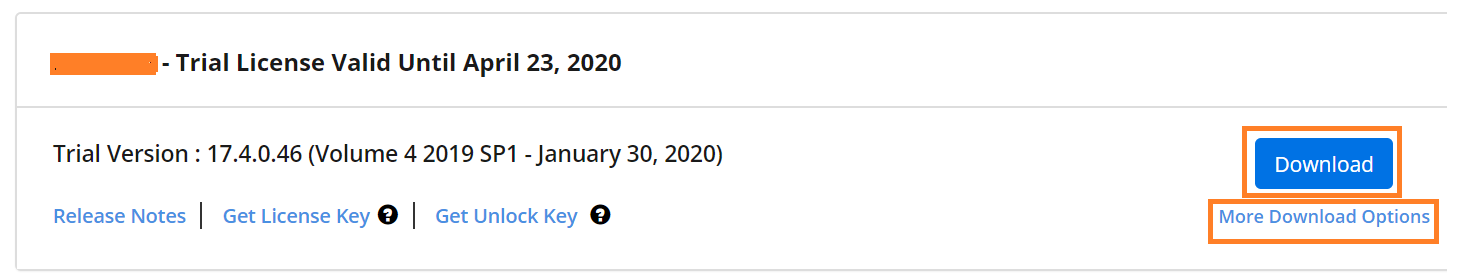 - Trial License Valid Until April 23, 2020
Trial Version : 17.4.0.46 (Volume 4 2019 SP1 - January 30, 2020)
Download
Release Notes | Get License Key ? | Get Unlock Key ?
More Download Options